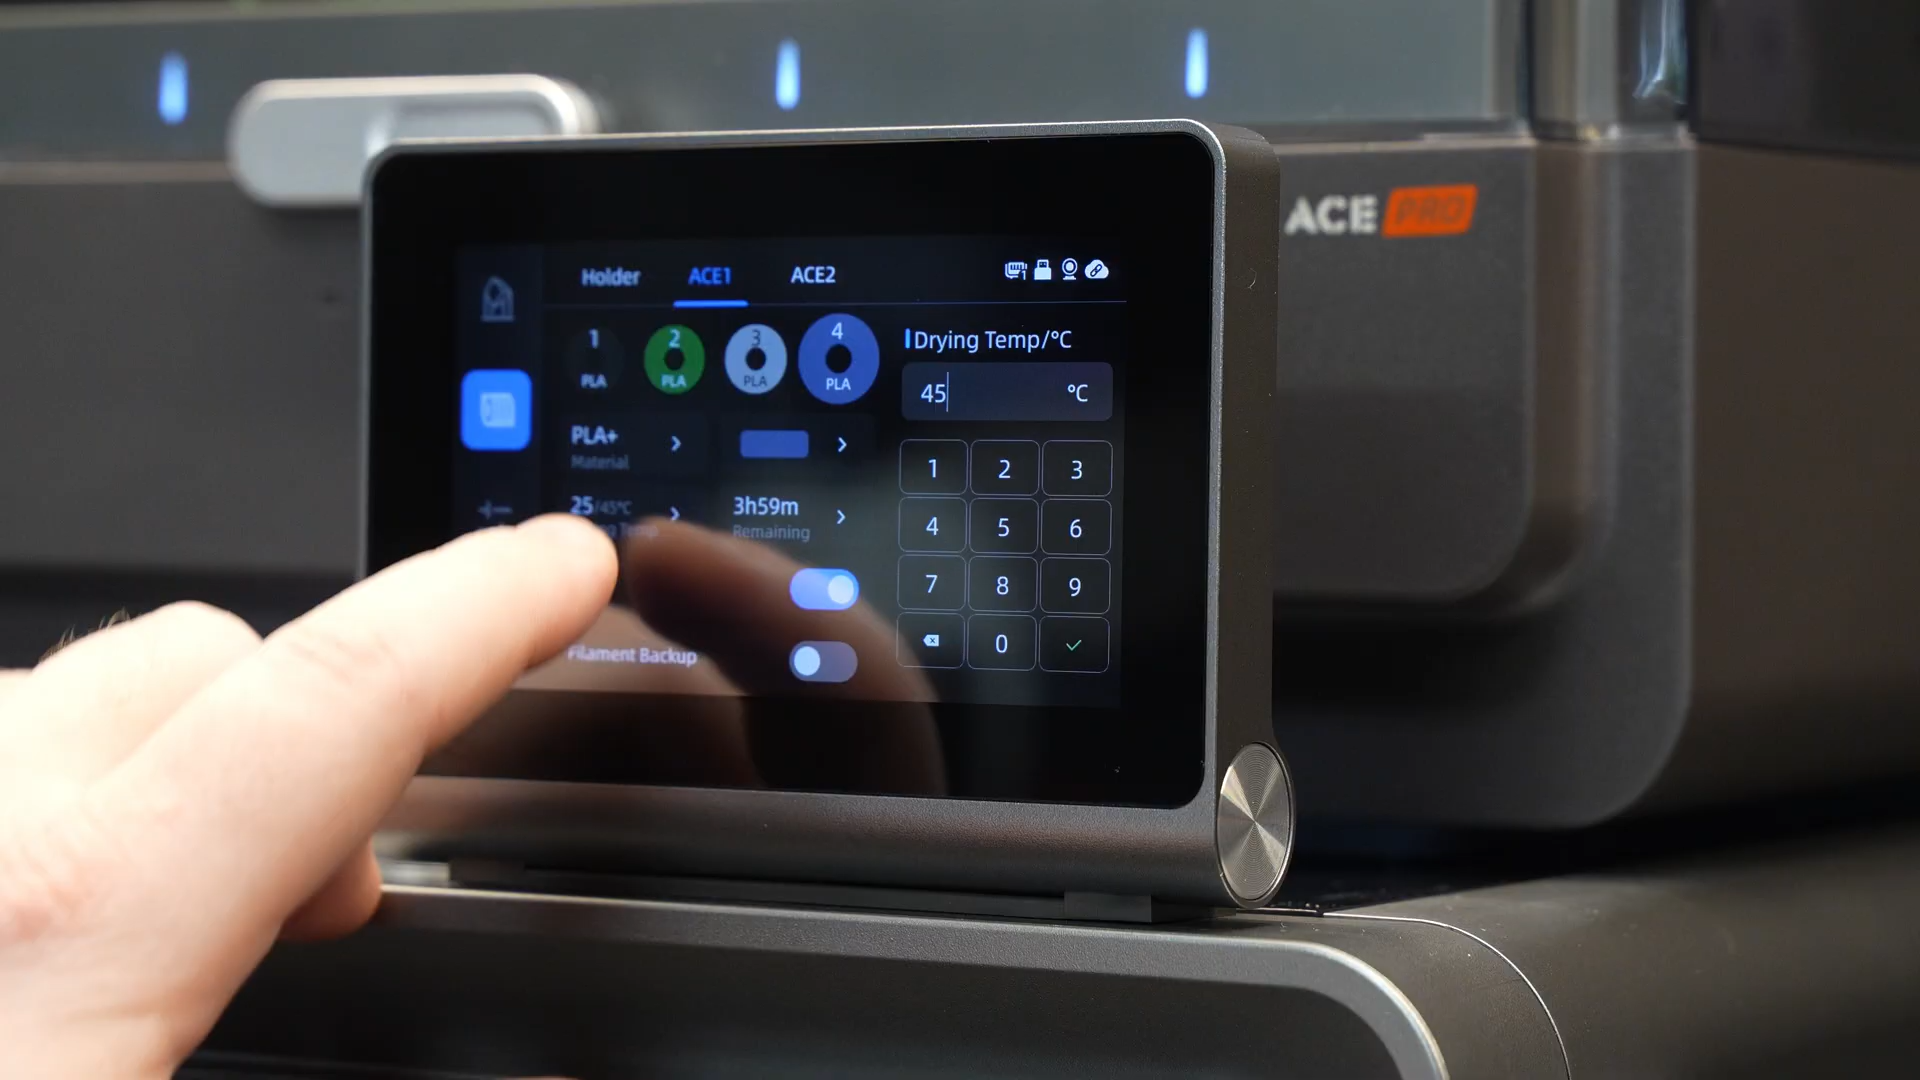 ACE PRO
Holder ACE1 ACE2
1 PLA
2 PLA
3 PLA
4 PLA
Drying Temp/°C
45 °C
PLA+
Material
25/45°C
Temp
3h59m
Remaining
Filament Backup
1 2 3
4 5 6
7 8 9
0